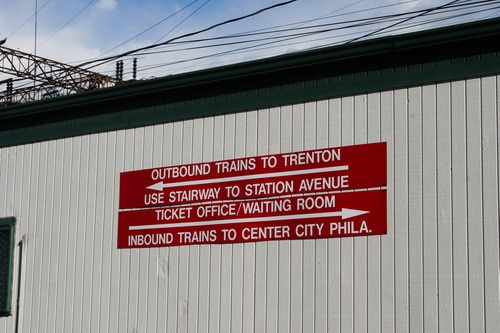 OUTBOUND TRAINS TO TRENTON
USE STAIRWAY TO STATION AVENUE
TICKET OFFICE/WAITING ROOM
INBOUND TRAINS TO CENTER CITY PHILA.